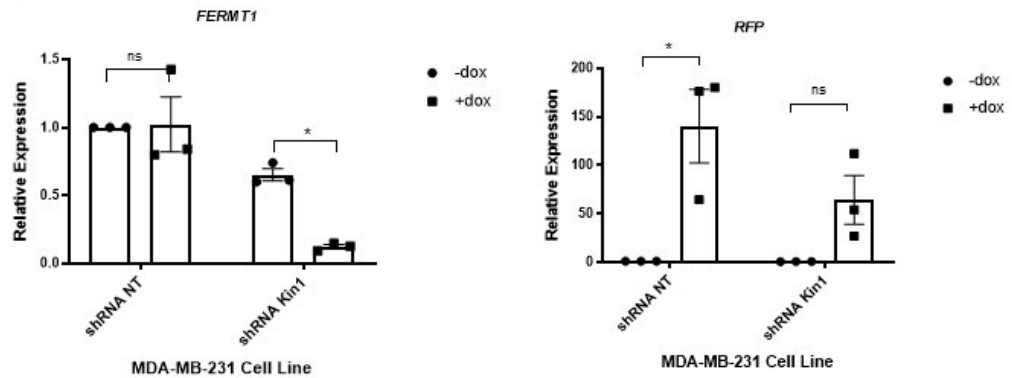 FERMT1
Relative Expression
1.5
1.0
0.5
0.0
ns
*
-dox
+dox
shRNA NT
shRNA Kin1
MDA-MB-231 Cell Line
RFP
Relative Expression
200
150
100
50
0
*
ns
-dox
+dox
shRNA NT
shRNA Kin1
MDA-MB-231 Cell Line